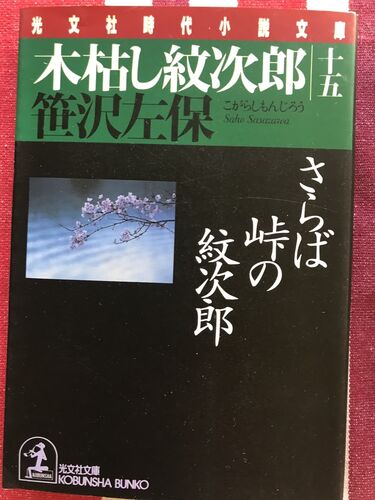 光文社時代小説文庫
木枯し紋次郎 十五
笹沢左保
こがらしもんじろう
Saho Sasazawa
さらば
峠の
紋次郎
KOBUNSHA
光文社文庫
KOBUNSHA BUNKO